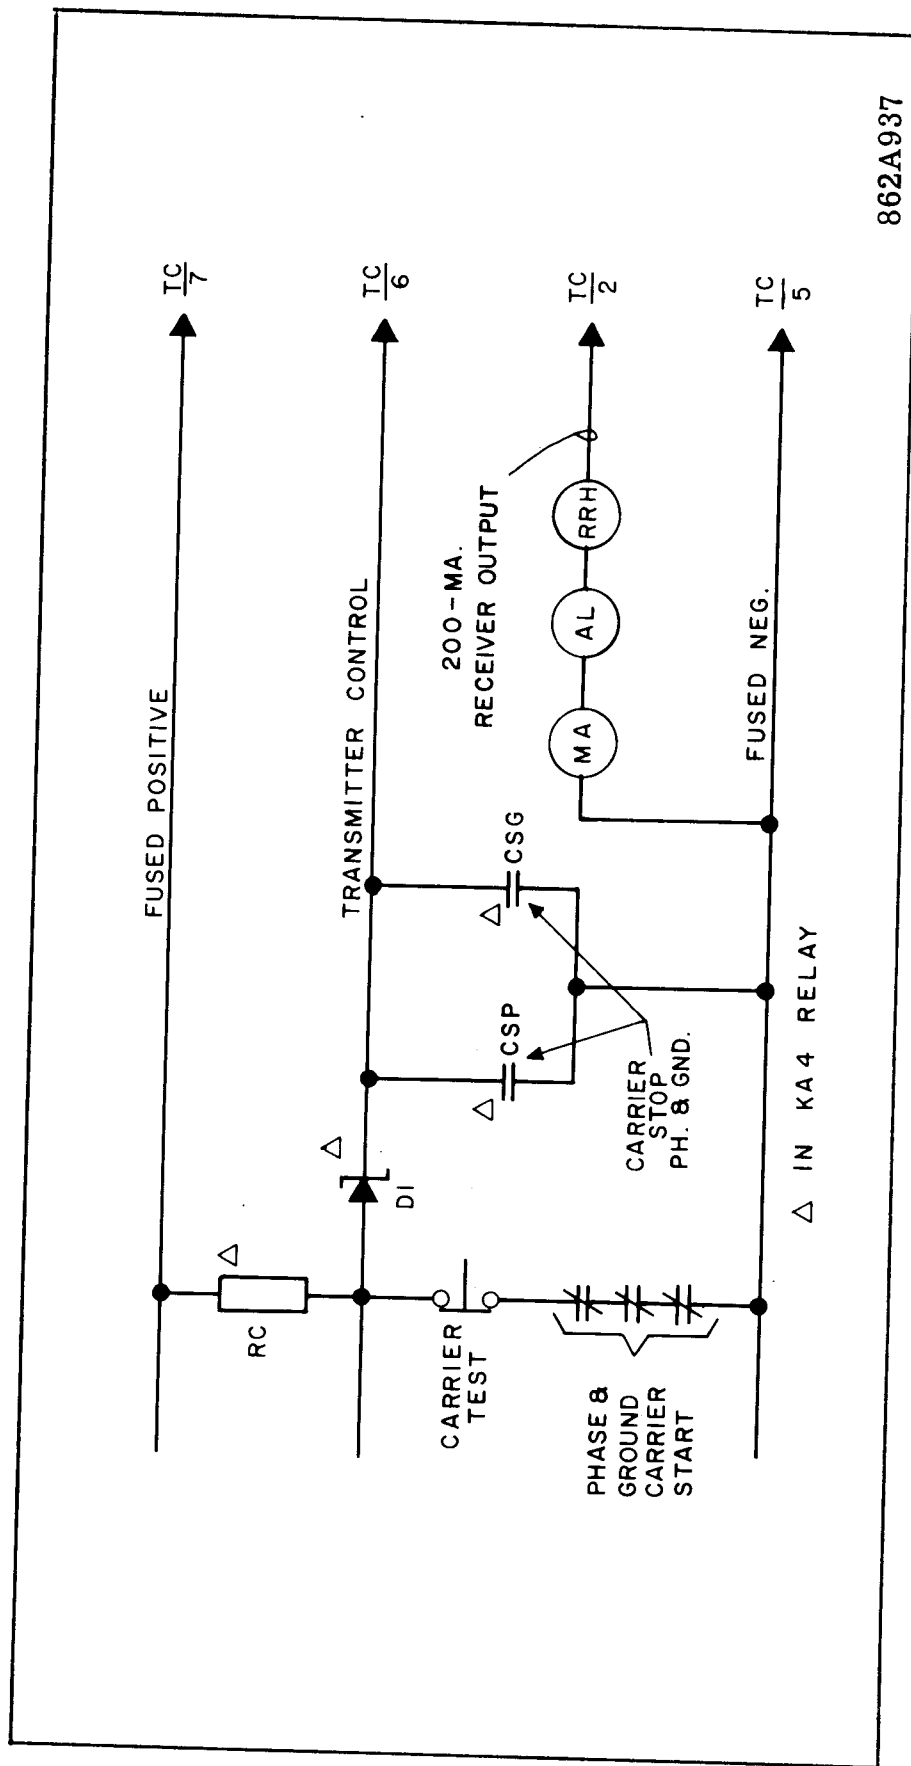 FUSED POSITIVE
TC
7
RC
TRANSMITTER CONTROL
TC
6
D1
CARRIER
TEST
CSP
CSG
200-MA.
RECEIVER OUTPUT
MA
AL
RRH
TC
2
CARRIER
STOP
PH. & GND.
PHASE &
GROUND
CARRIER
START
FUSED NEG.
TC
5
△ IN KA4 RELAY
862A937